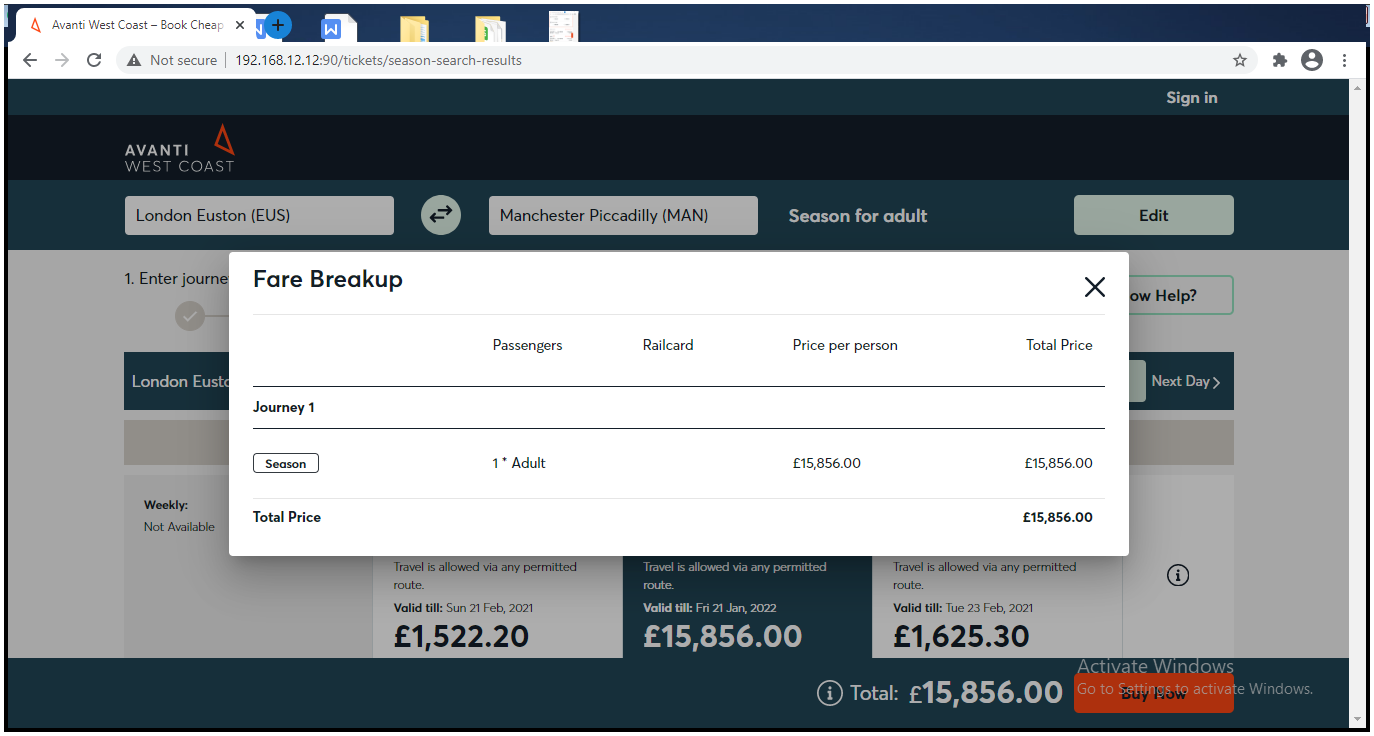 Avanti West Coast – Book Cheap
Not secure | 192.168.12.12:90/tickets/season-search-results
Sign in
AVANTI
WEST COAST
London Euston (EUS)
Manchester Piccadilly (MAN)
Season for adult
Edit
1. Enter journe
ow Help?
Fare Breakup
Passengers Railcard Price per person Total Price
London Eusto
Next Day
Journey 1
Season 1 * Adult £15,856.00 £15,856.00
Total Price £15,856.00
Weekly:
Not Available
Travel is allowed via any permitted
route.
Valid till: Sun 21 Feb, 2021
£1,522.20
Travel is allowed via any permitted
route.
Valid till: Fri 21 Jan, 2022
£15,856.00
Travel is allowed via any permitted
route.
Valid till: Tue 23 Feb, 2021
£1,625.30
Total: £15,856.00
Buy Now
Activate Windows
Go to Settings to activate Windows.